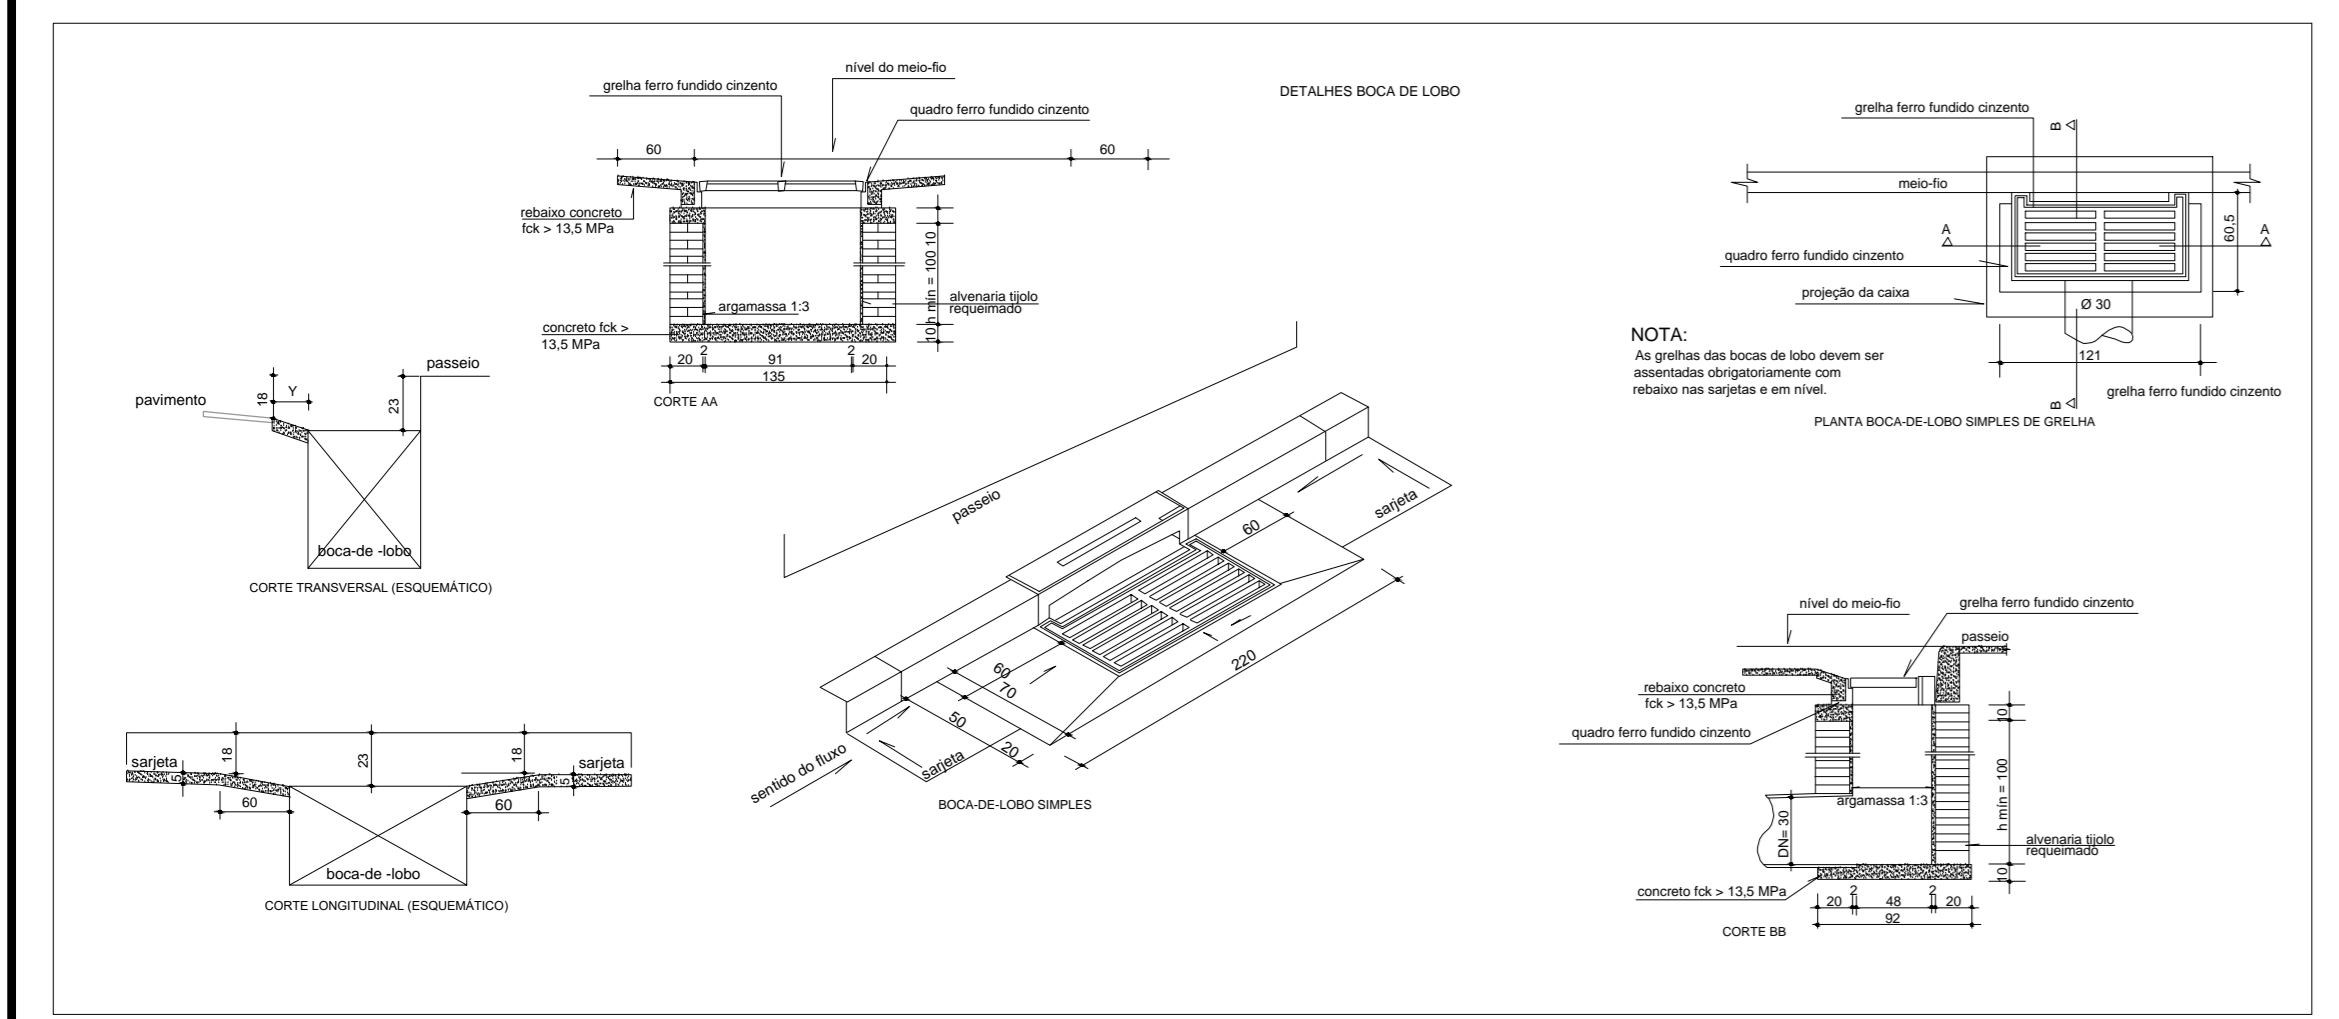 DETALHES BOCA DE LOBO
nível do meio-fio
grelha ferro fundido cinzento
quadro ferro fundido cinzento
60
60
rebaixo concreto
fck > 13,5 MPa
10 h mín = 100 10
argamassa 1:3
alvenaria tijolo
requeimado
concreto fck >
13,5 MPa
20
2
91
2
20
135
CORTE AA
passeio
pavimento
18
Y
23
boca-de -lobo
CORTE TRANSVERSAL (ESQUEMÁTICO)
sarjeta
5
18
23
18
5
sarjeta
60
60
boca-de -lobo
CORTE LONGITUDINAL (ESQUEMÁTICO)
passeio
sarjeta
60
220
60
70
50
20
sarjeta
sentido do fluxo
BOCA-DE-LOBO SIMPLES
grelha ferro fundido cinzento
B
meio-fio
A
A
60,5
quadro ferro fundido cinzento
projeção da caixa
Ø 30
121
B
grelha ferro fundido cinzento
PLANTA BOCA-DE-LOBO SIMPLES DE GRELHA
NOTA:
As grelhas das bocas de lobo devem ser
assentadas obrigatoriamente com
rebaixo nas sarjetas e em nível.
nível do meio-fio
grelha ferro fundido cinzento
passeio
rebaixo concreto
fck > 13,5 MPa
quadro ferro fundido cinzento
10
h mín = 100
10
argamassa 1:3
DN= 30
alvenaria tijolo
requeimado
concreto fck > 13,5 MPa
20
2
48
2
20
92
CORTE BB